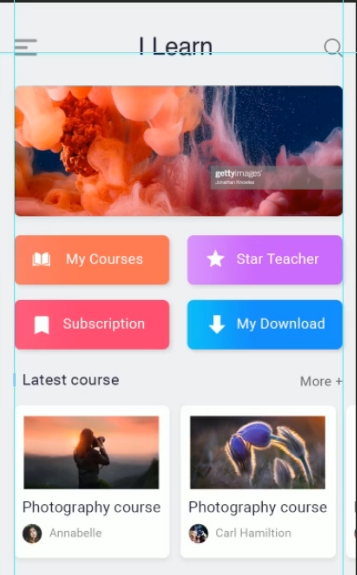 I Learn
gettyimages
Jonathan Knowles
My Courses
Star Teacher
Subscription
My Download
Latest course
More +
Photography course
Photography course
Annabelle
Carl Hamiltion